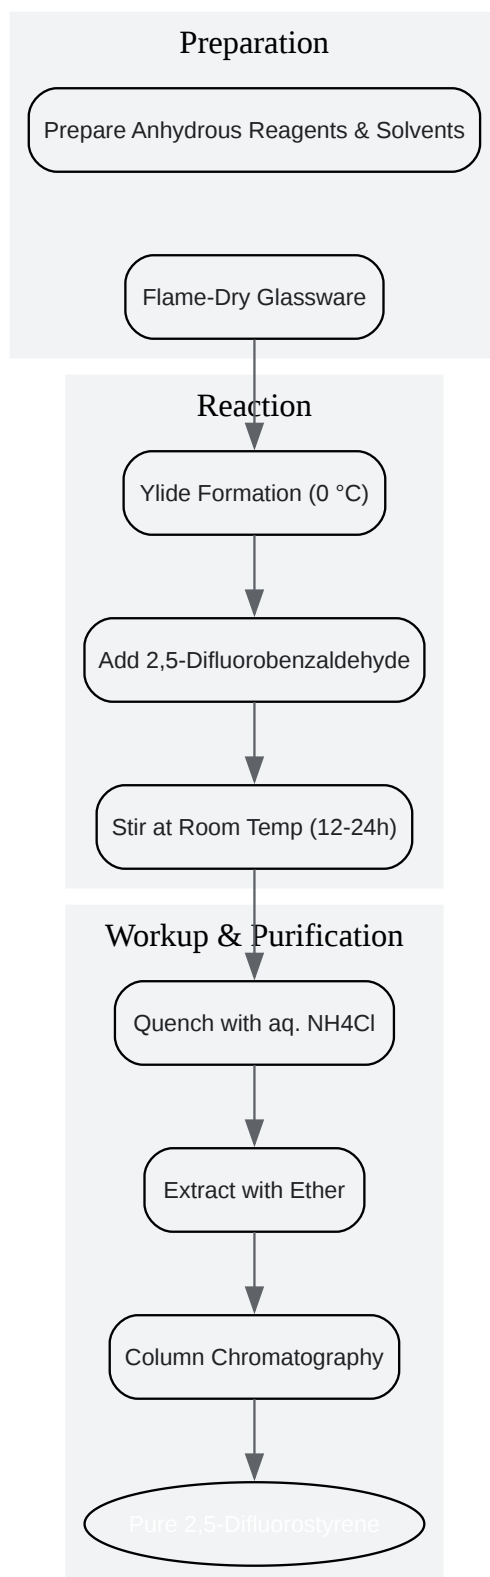 Preparation
Prepare Anhydrous Reagents & Solvents
Flame-Dry Glassware
Reaction
Ylide Formation (0 °C)
Add 2,5-Difluorobenzaldehyde
Stir at Room Temp (12-24h)
Workup & Purification
Quench with aq. NH4Cl
Extract with Ether
Column Chromatography
Pure 2,5-Difluorostyrene